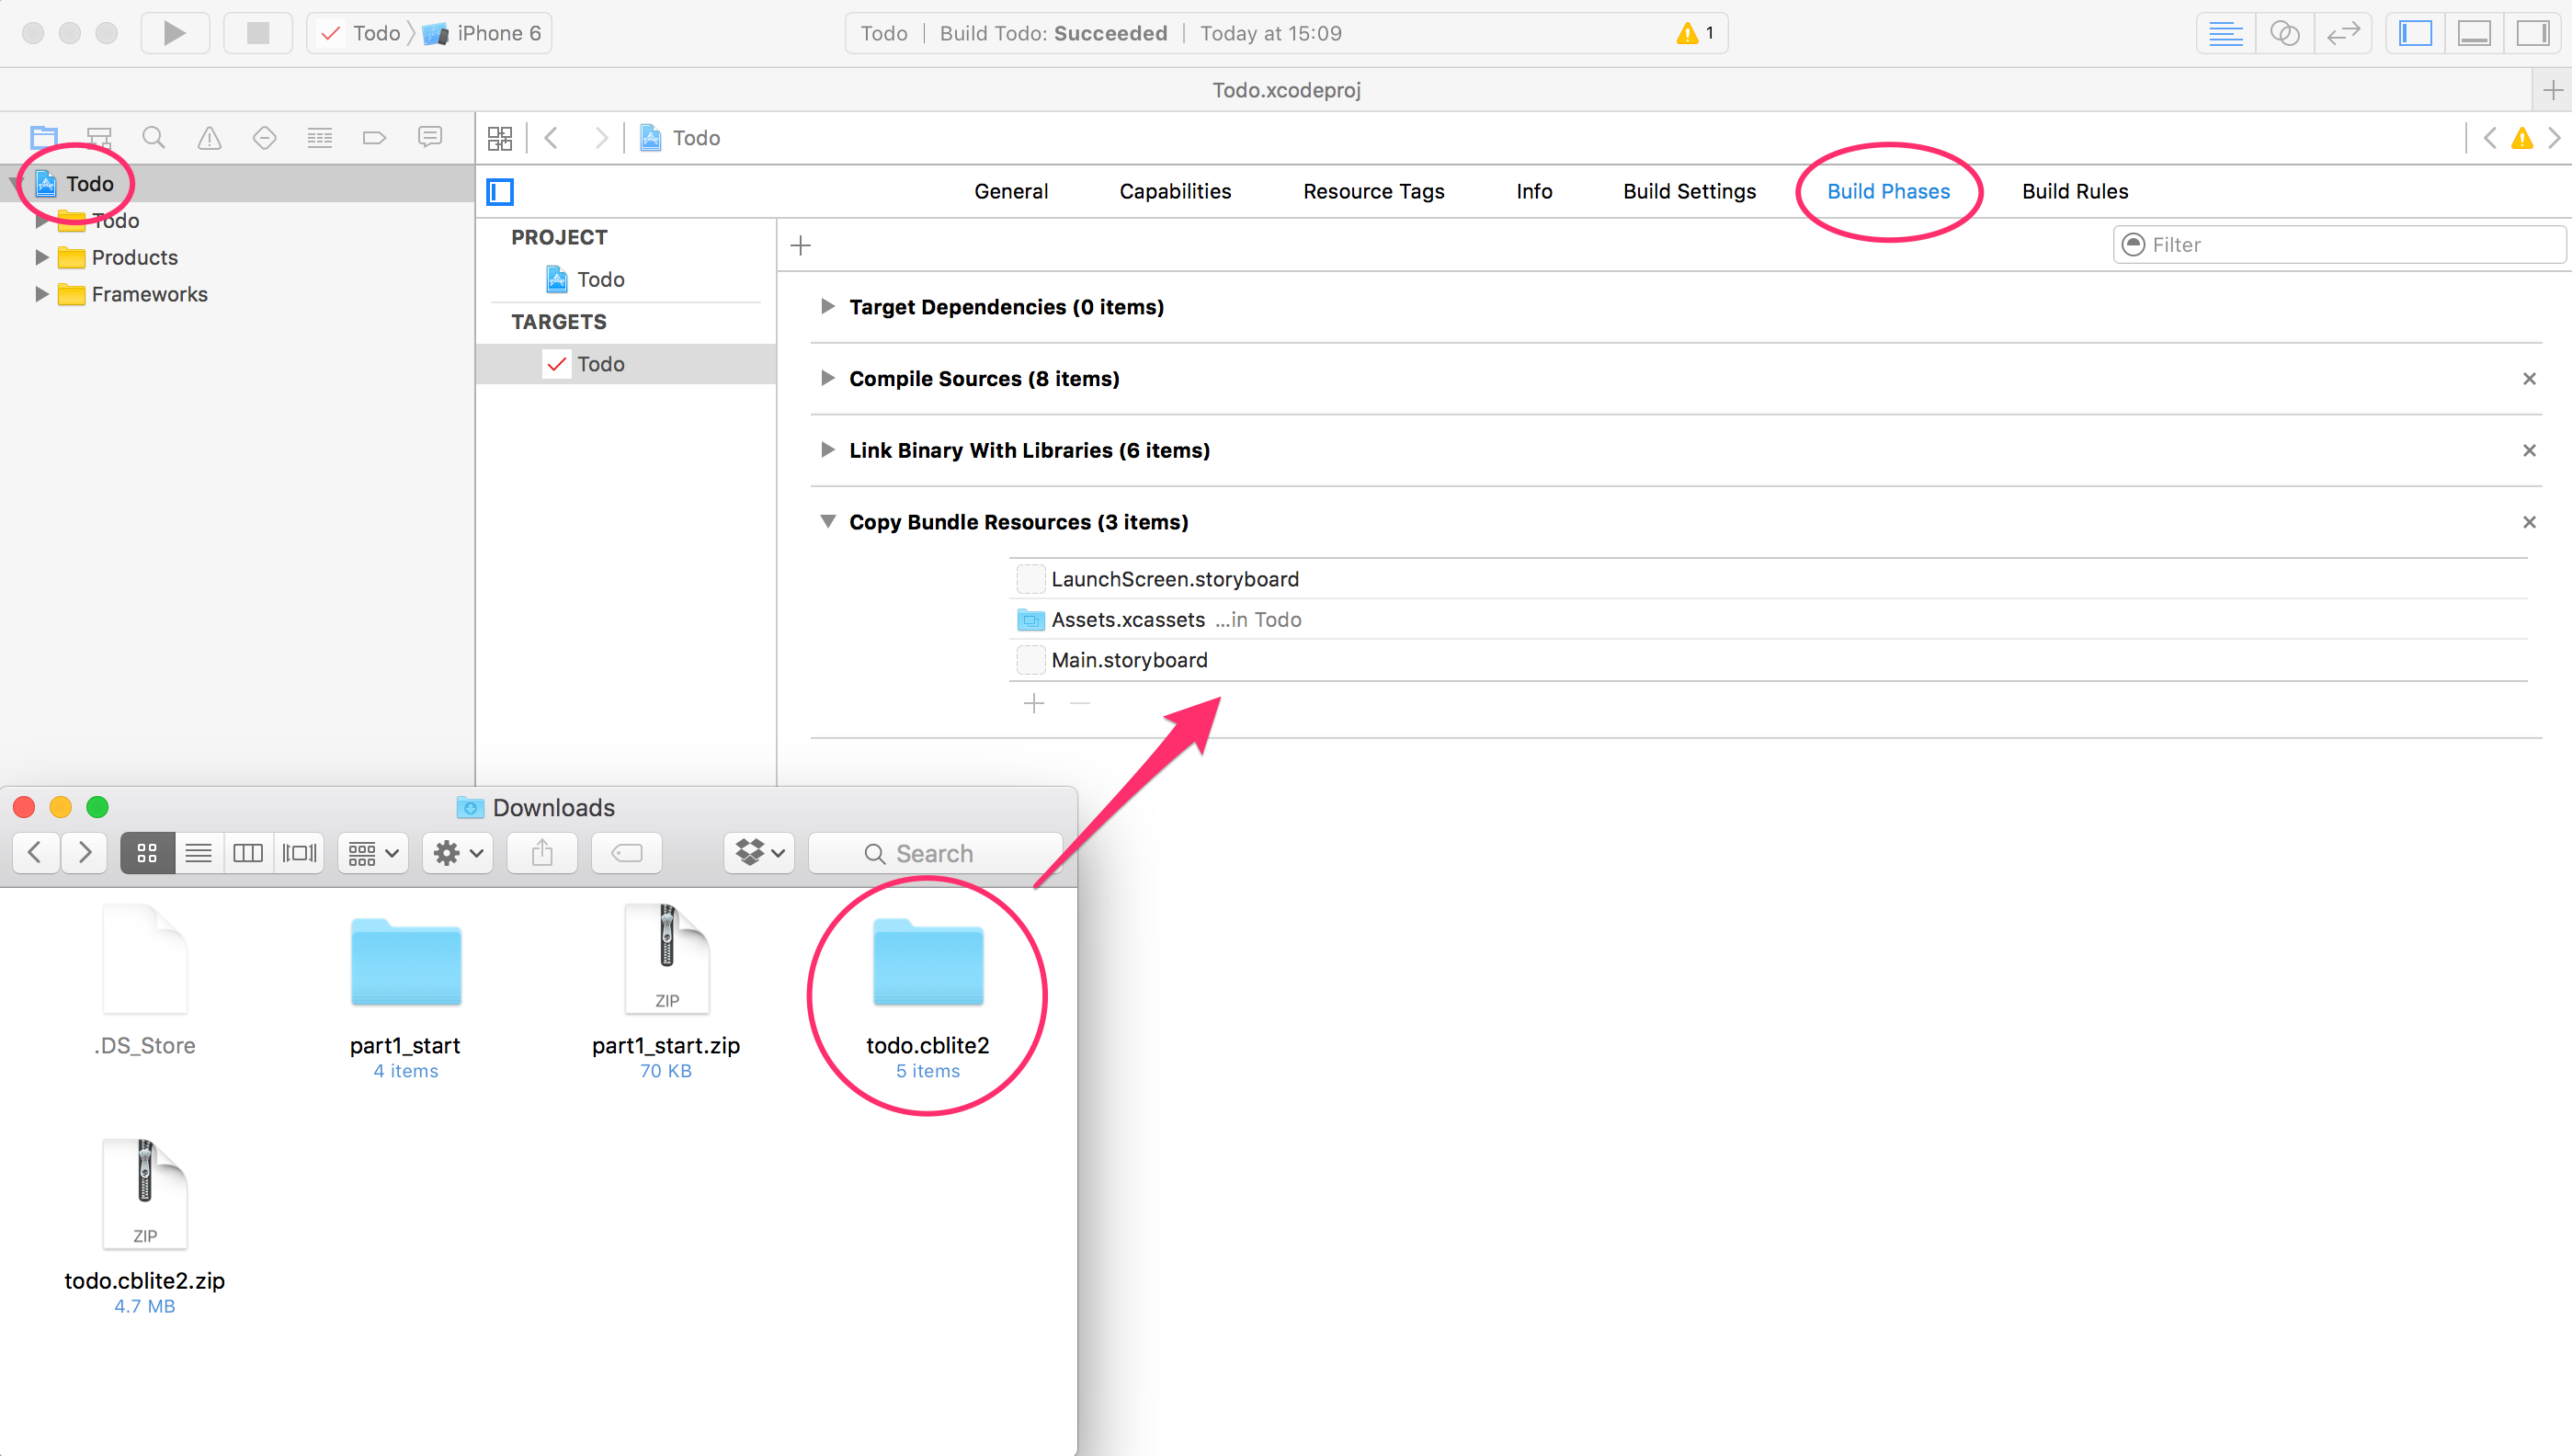 Todo iPhone 6 Todo Build Todo: Succeeded Today at 15:09 1
Todo.xcodeproj
Todo
Todo
Todo
Products
Frameworks
General Capabilities Resource Tags Info Build Settings Build Phases Build Rules
PROJECT
Todo
TARGETS
Todo
Filter
Target Dependencies (0 items)
Compile Sources (8 items)
Link Binary With Libraries (6 items)
Copy Bundle Resources (3 items)
LaunchScreen.storyboard
Assets.xcassets ...in Todo
Main.storyboard
Downloads
Search
ZIP
.DS_Store part1_start part1_start.zip todo.cblite2
4 items 70 KB 5 items
ZIP
todo.cblite2.zip
4.7 MB